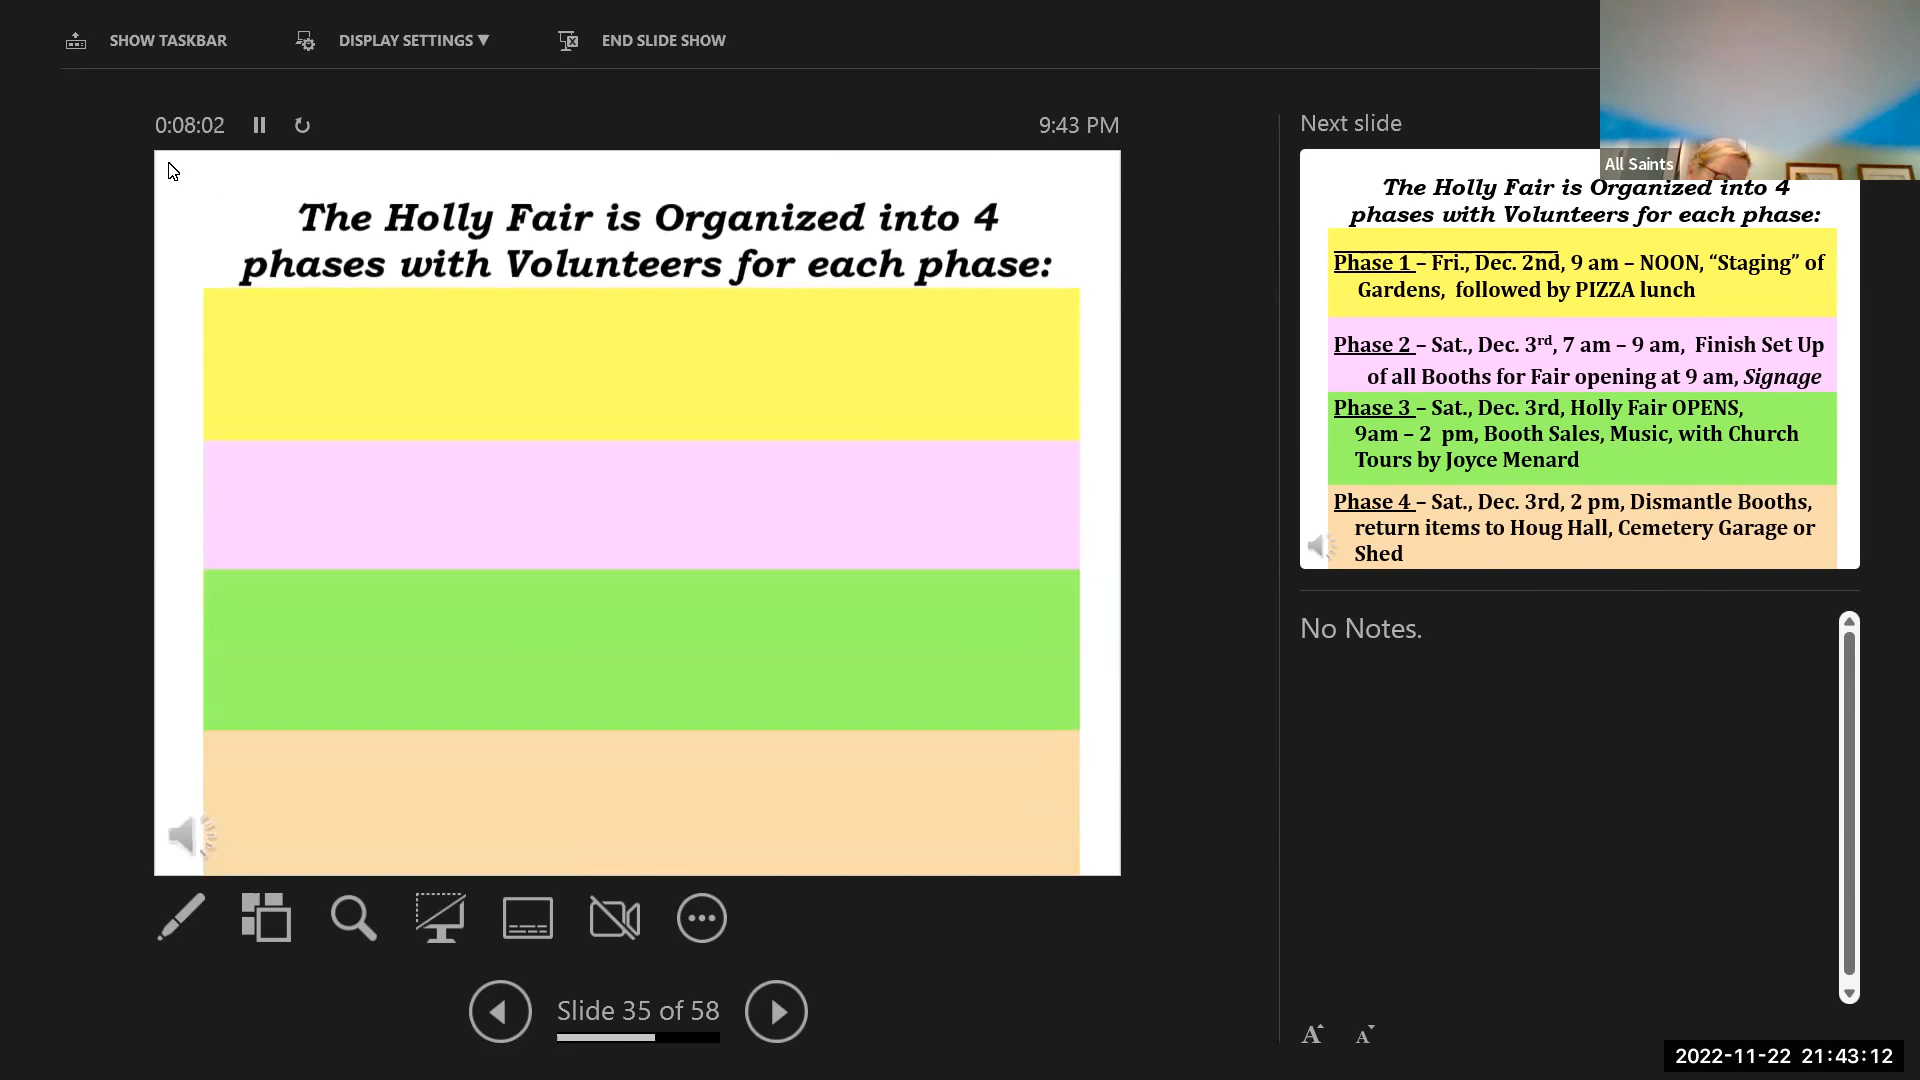 SHOW TASKBAR
DISPLAY SETTINGS ▼
END SLIDE SHOW
0:08:02
9:43 PM
The Holly Fair is Organized into 4
phases with Volunteers for each phase:
Slide 35 of 58
Next slide
All Saints
The Holly Fair is Organized into 4
phases with Volunteers for each phase:
Phase 1 – Fri., Dec. 2nd, 9 am – NOON, “Staging” of
Gardens, followed by PIZZA lunch
Phase 2 – Sat., Dec. 3rd, 7 am – 9 am, Finish Set Up
of all Booths for Fair opening at 9 am, Signage
Phase 3 – Sat., Dec. 3rd, Holly Fair OPENS,
9am – 2 pm, Booth Sales, Music, with Church
Tours by Joyce Menard
Phase 4 – Sat., Dec. 3rd, 2 pm, Dismantle Booths,
return items to Houg Hall, Cemetery Garage or
Shed
No Notes.
A A
2022-11-22 21:43:12